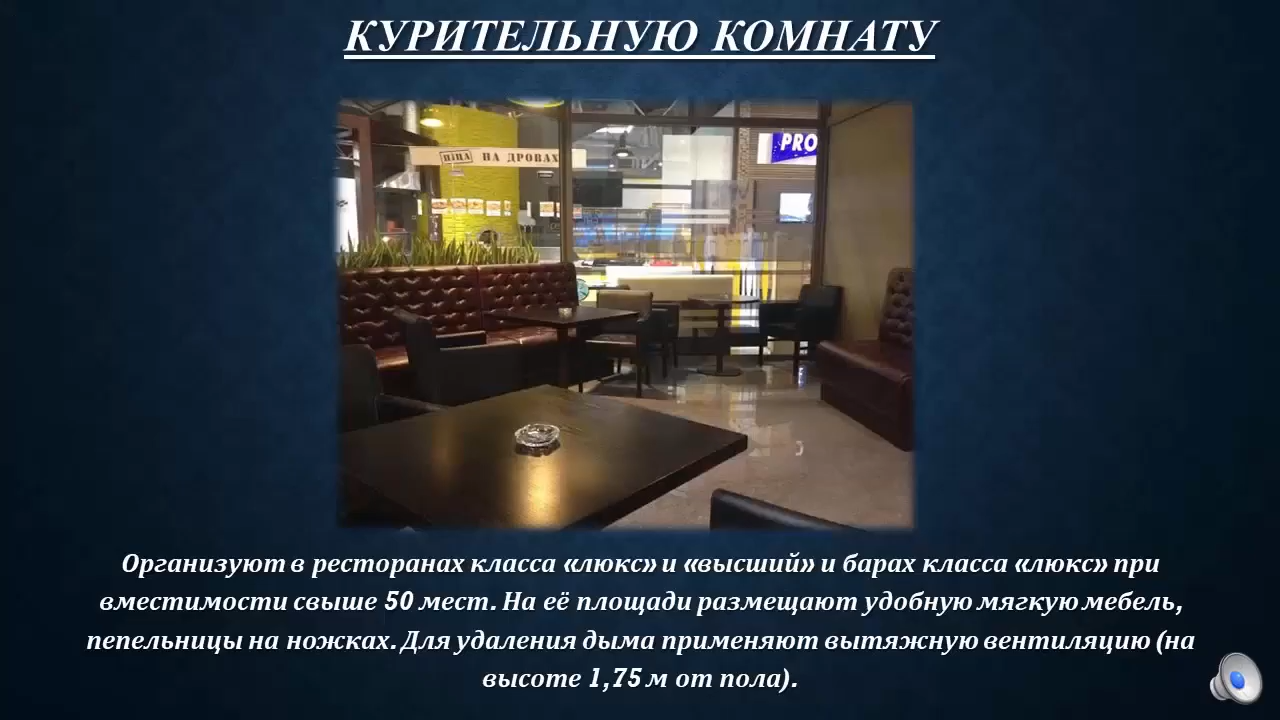 КУРИТЕЛЬНУЮ КОМНАТУ
піца НА ДРОВАХ
PRO
Организуют в ресторанах класса «люкс» и «высший» и барах класса «люкс» при
вместимости свыше 50 мест. На её площади размещают удобную мягкую мебель,
пепельницы на ножках. Для удаления дыма применяют вытяжную вентиляцию (на
высоте 1,75 м от пола).